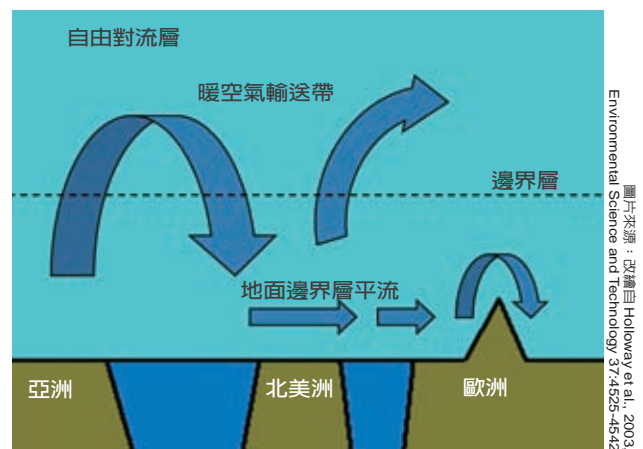 自由對流層
暖空氣輸送帶
邊界層
地面邊界層平流
亞洲
北美洲
歐洲
圖片來源：改繪自 Holloway et al., 2003,
Environmental Science and Technology 37:4525-4542